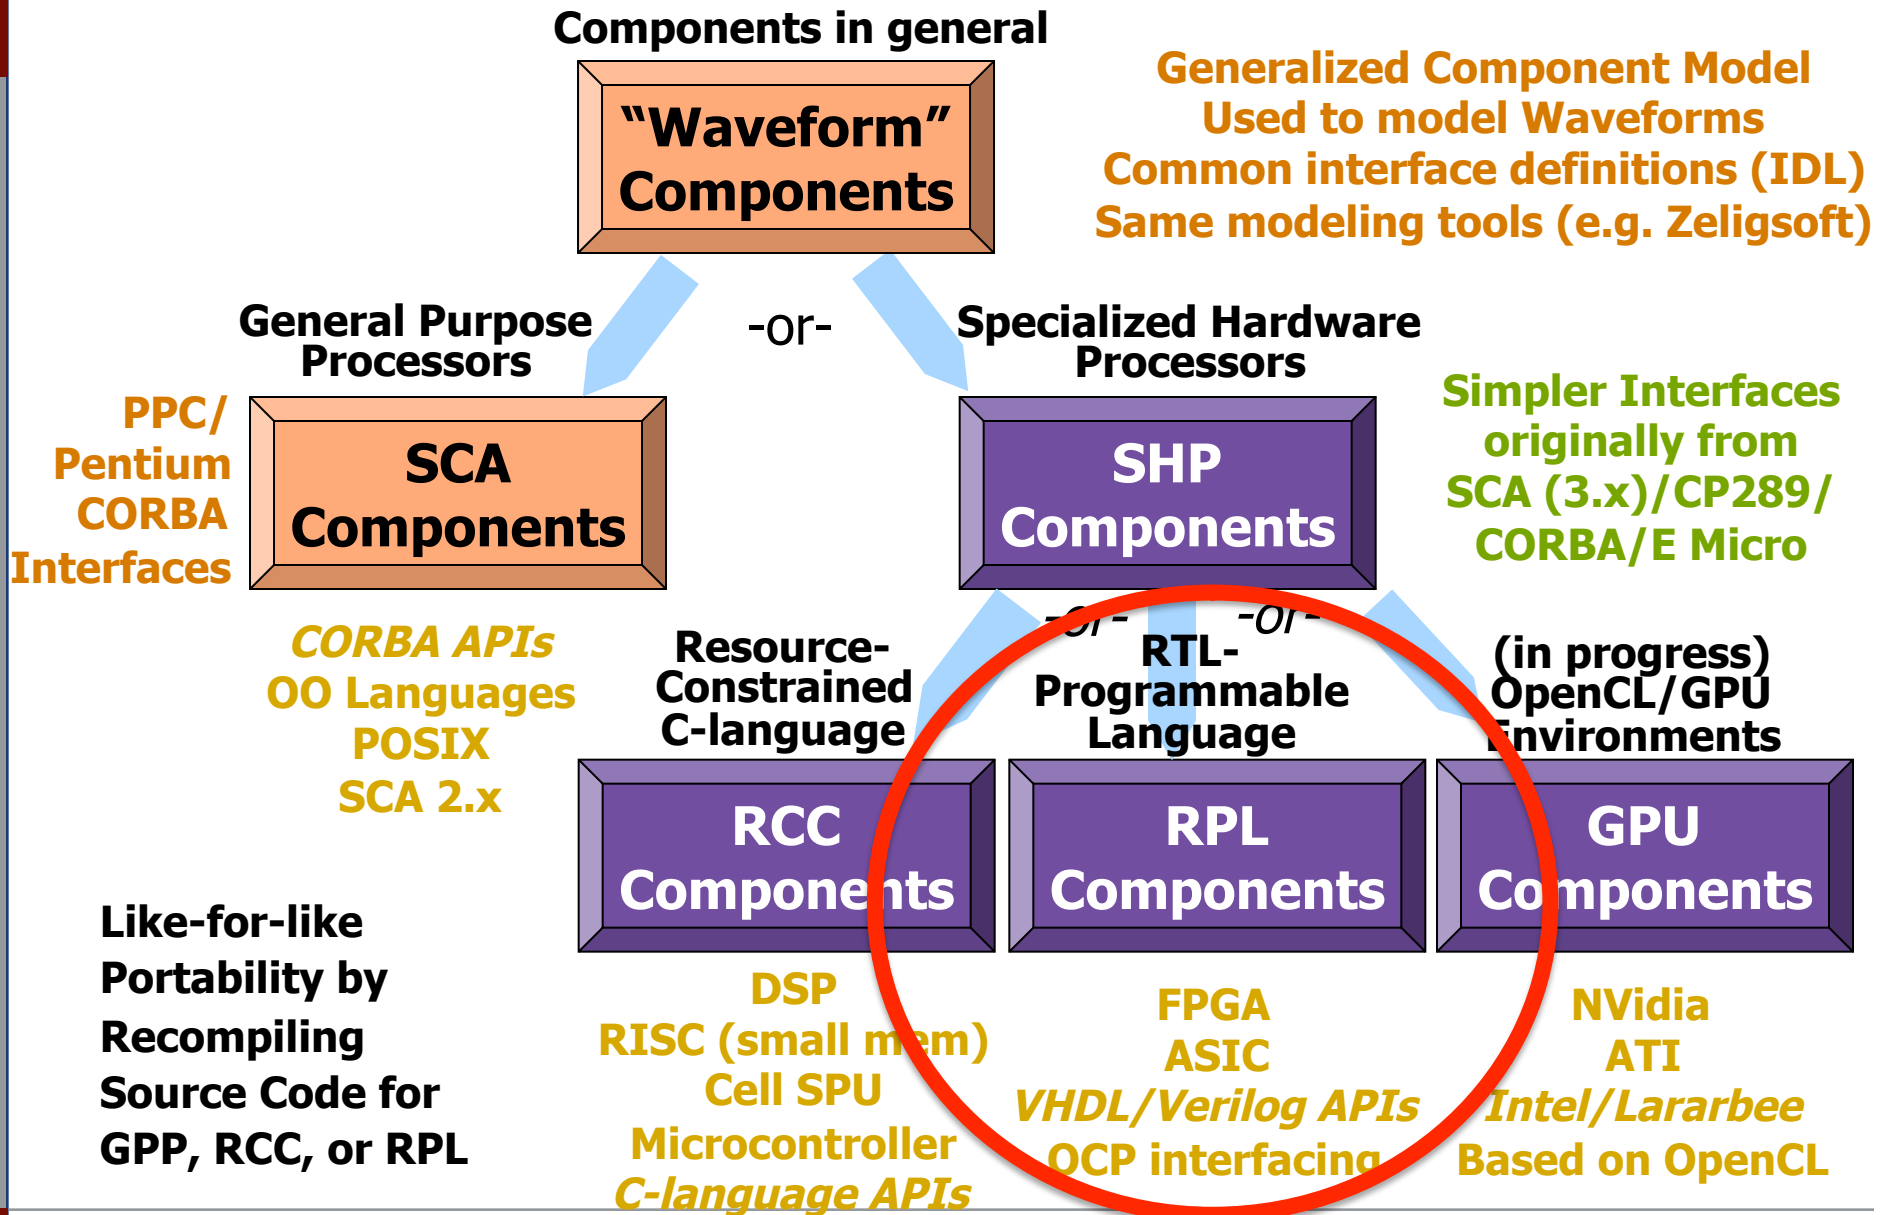 Components in general
“Waveform”
Components
Generalized Component Model
Used to model Waveforms
Common interface definitions (IDL)
Same modeling tools (e.g. Zeligsoft)
General Purpose
Processors
-or-
Specialized Hardware
Processors
PPC/
Pentium
CORBA
Interfaces
SCA
Components
SHP
Components
Simpler Interfaces
originally from
SCA (3.x)/CP289/
CORBA/E Micro
CORBA APIs
OO Languages
POSIX
SCA 2.x
-or-
-or-
Resource-
Constrained
C-language
RTL-
Programmable
Language
(in progress)
OpenCL/GPU
Environments
RCC
Components
RPL
Components
GPU
Components
Like-for-like
Portability by
Recompiling
Source Code for
GPP, RCC, or RPL
DSP
RISC (small mem)
Cell SPU
Microcontroller
C-language APIs
FPGA
ASIC
VHDL/Verilog APIs
OCP interfacing
NVidia
ATI
Intel/Lararbee
Based on OpenCL